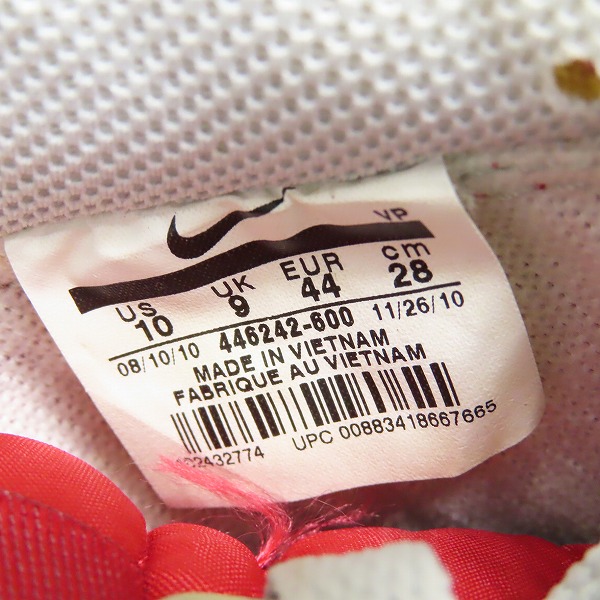 VP
US UK EUR cm
10 9 44 28
08/10/10 446242-600 11/26/10
MADE IN VIETNAM
FABRIQUE AU VIETNAM
UPC 00883418667665